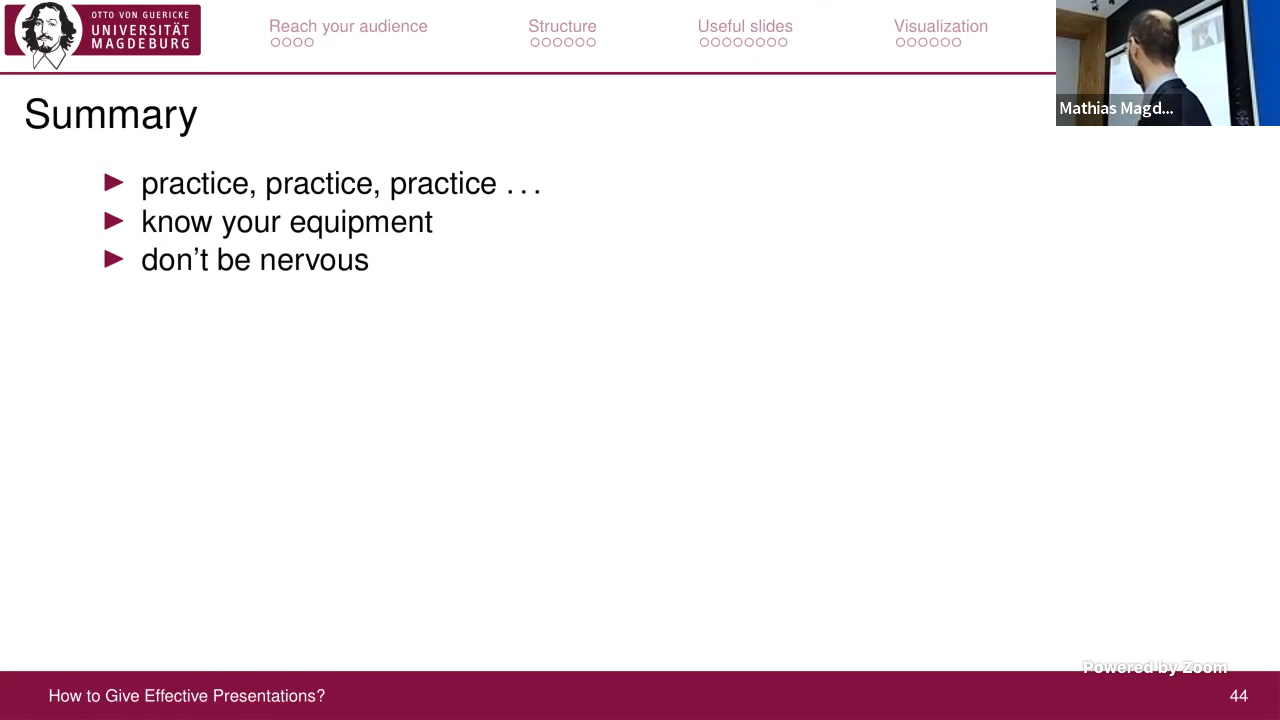 OTTO VON GUERICKE
UNIVERSITÄT
MAGDEBURG
Reach your audience
Structure
Useful slides
Visualization
Mathias Magd...
Summary
practice, practice, practice ...
know your equipment
don't be nervous
Powered by Zoom
How to Give Effective Presentations?
44